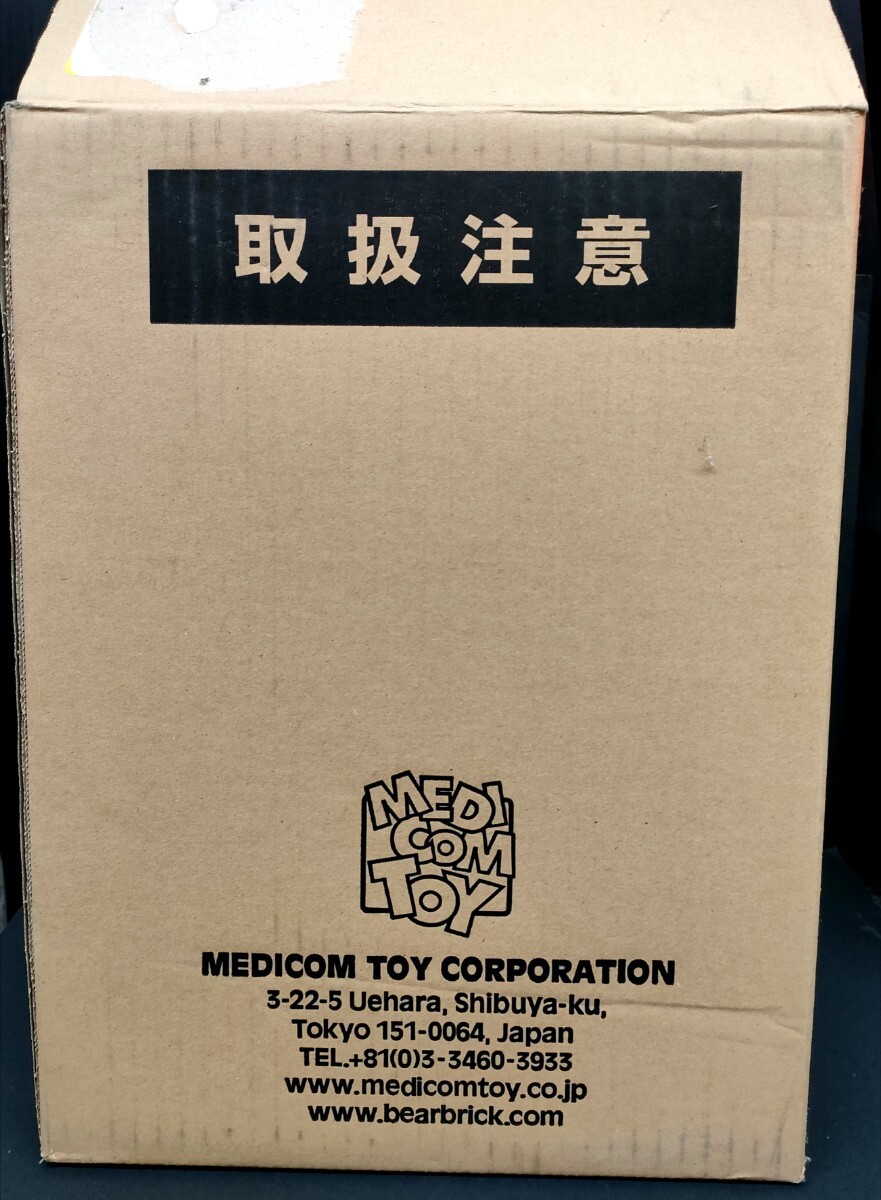 取扱注意
MEDI
COM
TOY
MEDICOM TOY CORPORATION
3-22-5 Uehara, Shibuya-ku,
Tokyo 151-0064, Japan
TEL.+81(0)3-3460-3933
www.medicomtoy.co.jp
www.bearbrick.com